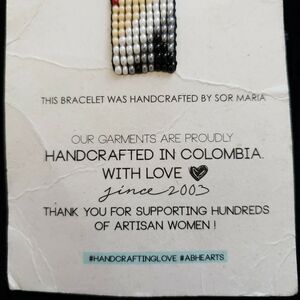 THIS BRACELET WAS HANDCRAFTED BY SOR MARIA
OUR GARMENTS ARE PROUDLY
HANDCRAFTED IN COLOMBIA.
WITH LOVE
since 2003
THANK YOU FOR SUPPORTING HUNDREDS
OF ARTISAN WOMEN !
#HANDCRAFTINGLOVE #ABHEARTS